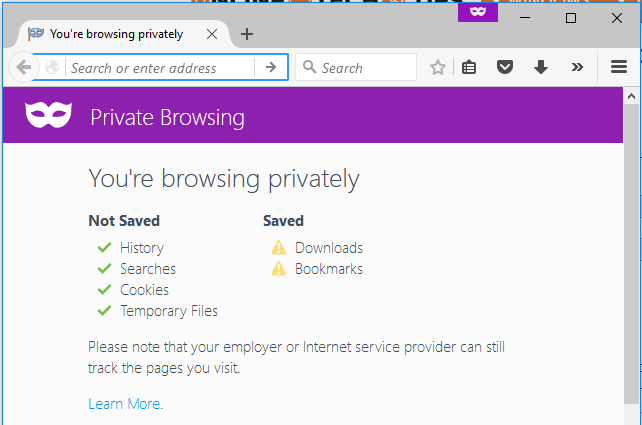 You're browsing privately
Search or enter address
Search
Private Browsing
You're browsing privately
Not Saved Saved
History Downloads
Searches Bookmarks
Cookies
Temporary Files
Please note that your employer or Internet service provider can still
track the pages you visit.
Learn More.